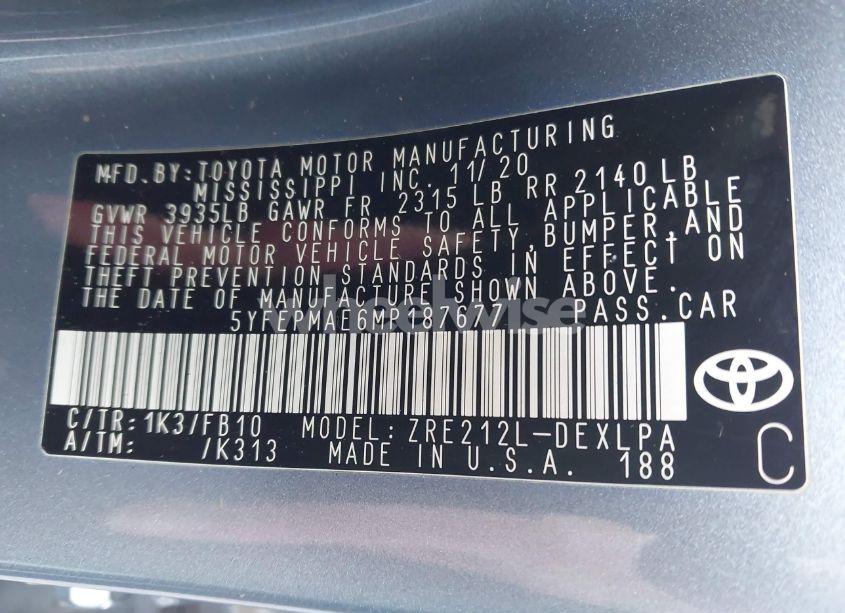 MFD.BY:TOYOTA MOTOR MANUFACTURING
MISSISSIPPI INC. 11/20
GVWR 3935LB GAWR FR 2315 LB RR 2140LB
THIS VEHICLE CONFORMS TO ALL APPLICABLE
FEDERAL MOTOR VEHICLE SAFETY,BUMPER,AND
THEFT PREVENTION STANDARDS IN EFFECT ON
THE DATE OF MANUFACTURE SHOWN ABOVE.
5YFEPMAE6MP187677 PASS.CAR
wheelwise
C/TR: 1K3/FB10 MODEL: ZRE212L-DEXLPA
A/TM: /K313 MADE IN U.S.A. 188
C